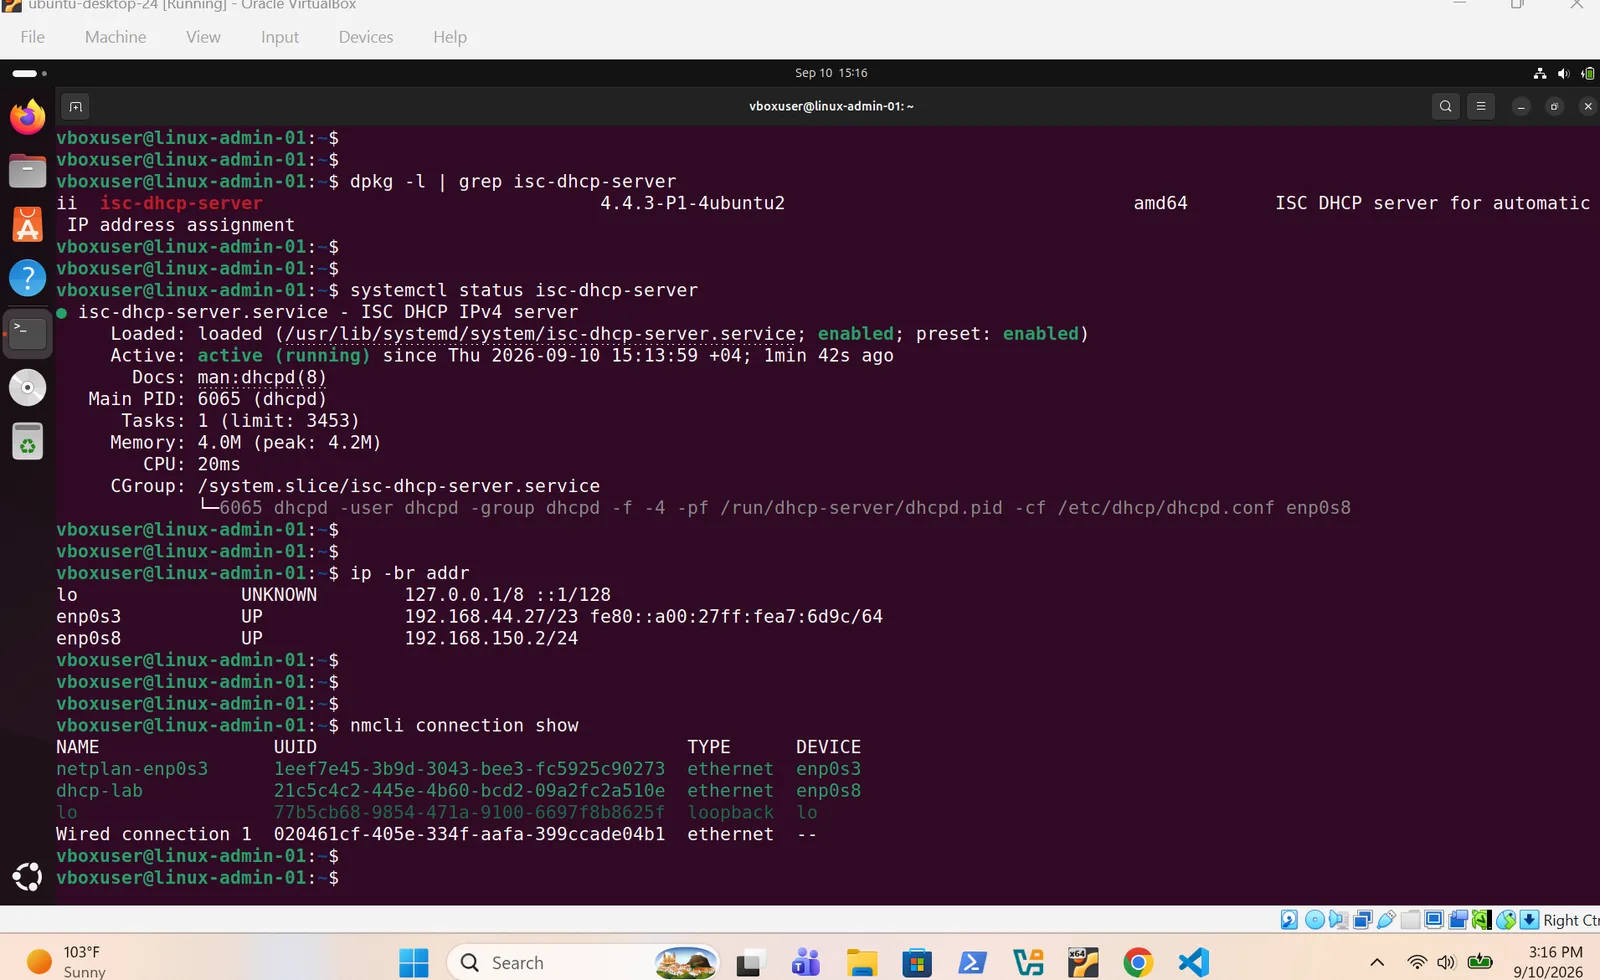 ubuntu-desktop-24 [Running] - Oracle VirtualBox
File Machine View Input Devices Help
Sep 10 15:16
vboxuser@linux-admin-01: ~
vboxuser@linux-admin-01:~$
vboxuser@linux-admin-01:~$
vboxuser@linux-admin-01:~$ dpkg -l | grep isc-dhcp-server
ii  isc-dhcp-server                               4.4.3-P1-4ubuntu2                                amd64        ISC DHCP server for automatic
 IP address assignment
vboxuser@linux-admin-01:~$
vboxuser@linux-admin-01:~$
vboxuser@linux-admin-01:~$ systemctl status isc-dhcp-server
● isc-dhcp-server.service - ISC DHCP IPv4 server
     Loaded: loaded (/usr/lib/systemd/system/isc-dhcp-server.service; enabled; preset: enabled)
     Active: active (running) since Thu 2026-09-10 15:13:59 +04; 1min 42s ago
       Docs: man:dhcpd(8)
   Main PID: 6065 (dhcpd)
      Tasks: 1 (limit: 3453)
     Memory: 4.0M (peak: 4.2M)
        CPU: 20ms
     CGroup: /system.slice/isc-dhcp-server.service
             └─6065 dhcpd -user dhcpd -group dhcpd -f -4 -pf /run/dhcp-server/dhcpd.pid -cf /etc/dhcp/dhcpd.conf enp0s8
vboxuser@linux-admin-01:~$
vboxuser@linux-admin-01:~$
vboxuser@linux-admin-01:~$ ip -br addr
lo               UNKNOWN        127.0.0.1/8 ::1/128
enp0s3           UP             192.168.44.27/23 fe80::a00:27ff:fea7:6d9c/64
enp0s8           UP             192.168.150.2/24
vboxuser@linux-admin-01:~$
vboxuser@linux-admin-01:~$
vboxuser@linux-admin-01:~$
vboxuser@linux-admin-01:~$ nmcli connection show
NAME                UUID                                  TYPE      DEVICE
netplan-enp0s3      1eef7e45-3b9d-3043-bee3-fc5925c90273  ethernet  enp0s3
dhcp-lab            21c5c4c2-445e-4b60-bcd2-09a2fc2a510e  ethernet  enp0s8
lo                  77b5cb68-9854-471a-9100-6697f8b8625f  loopback  lo
Wired connection 1  020461cf-405e-334f-aafa-399ccade04b1  ethernet  --
vboxuser@linux-admin-01:~$
vboxuser@linux-admin-01:~$
Right Ctr
103°F
Sunny
Search
3:16 PM
9/10/2026